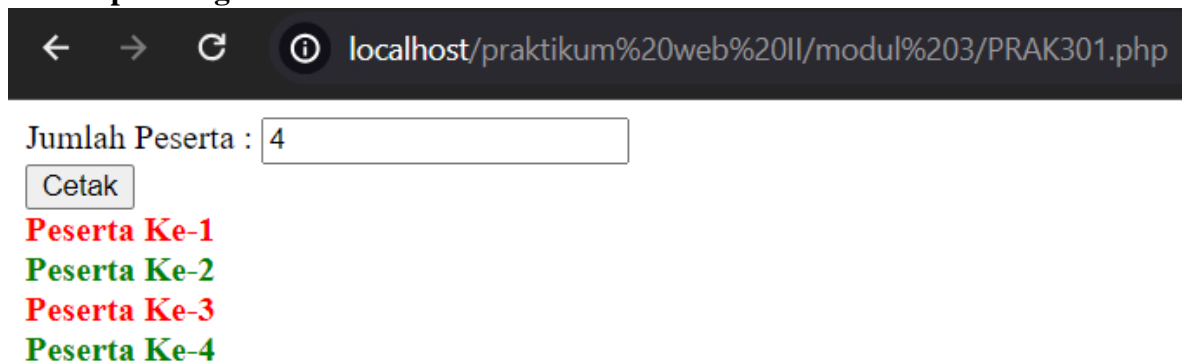 localhost/praktikum%20web%20II/modul%203/PRAK301.php
Jumlah Peserta : 4
Cetak
Peserta Ke-1
Peserta Ke-2
Peserta Ke-3
Peserta Ke-4